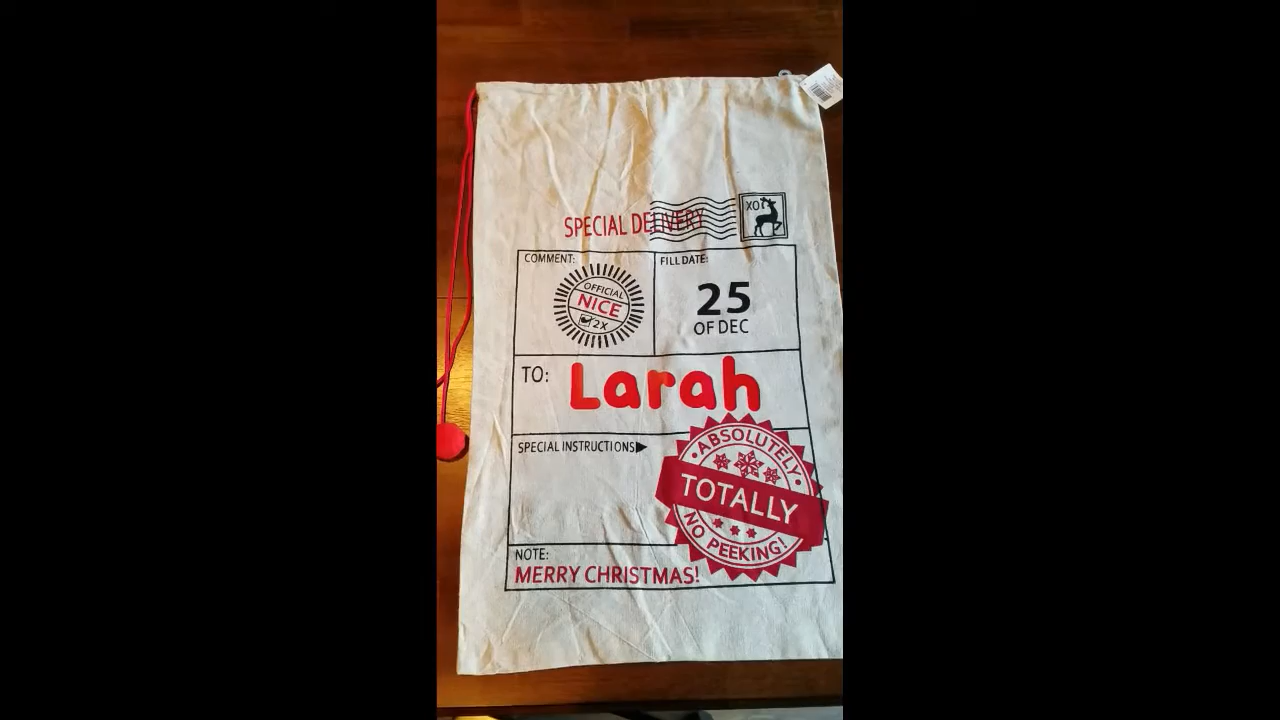 SPECIAL DELIVERY
XO
COMMENT:
OFFICIAL
NICE
2X
FILL DATE:
25
OF DEC
TO: Larah
SPECIAL INSTRUCTIONS
ABSOLUTELY
TOTALLY
NO PEEKING!
NOTE:
MERRY CHRISTMAS!